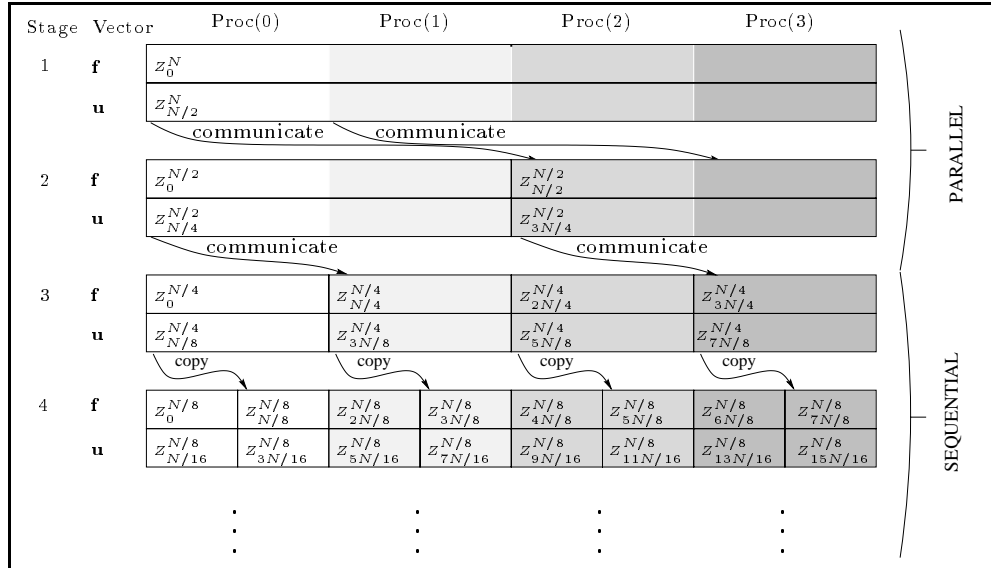 Stage Vector Proc(0) Proc(1) Proc(2) Proc(3)
1 f Z_0^N
u Z_{N/2}^N
communicate communicate
2 f Z_0^{N/2} Z_{N/2}^{N/2}
u Z_{N/4}^{N/2} Z_{3N/4}^{N/2}
communicate communicate
PARALLEL
3 f Z_0^{N/4} Z_{N/4}^{N/4} Z_{2N/4}^{N/4} Z_{3N/4}^{N/4}
u Z_{N/8}^{N/4} Z_{3N/8}^{N/4} Z_{5N/8}^{N/4} Z_{7N/8}^{N/4}
copy copy copy copy
4 f Z_0^{N/8} Z_{N/8}^{N/8} Z_{2N/8}^{N/8} Z_{3N/8}^{N/8} Z_{4N/8}^{N/8} Z_{5N/8}^{N/8} Z_{6N/8}^{N/8} Z_{7N/8}^{N/8}
u Z_{N/16}^{N/8} Z_{3N/16}^{N/8} Z_{5N/16}^{N/8} Z_{7N/16}^{N/8} Z_{9N/16}^{N/8} Z_{11N/16}^{N/8} Z_{13N/16}^{N/8} Z_{15N/16}^{N/8}
SEQUENTIAL